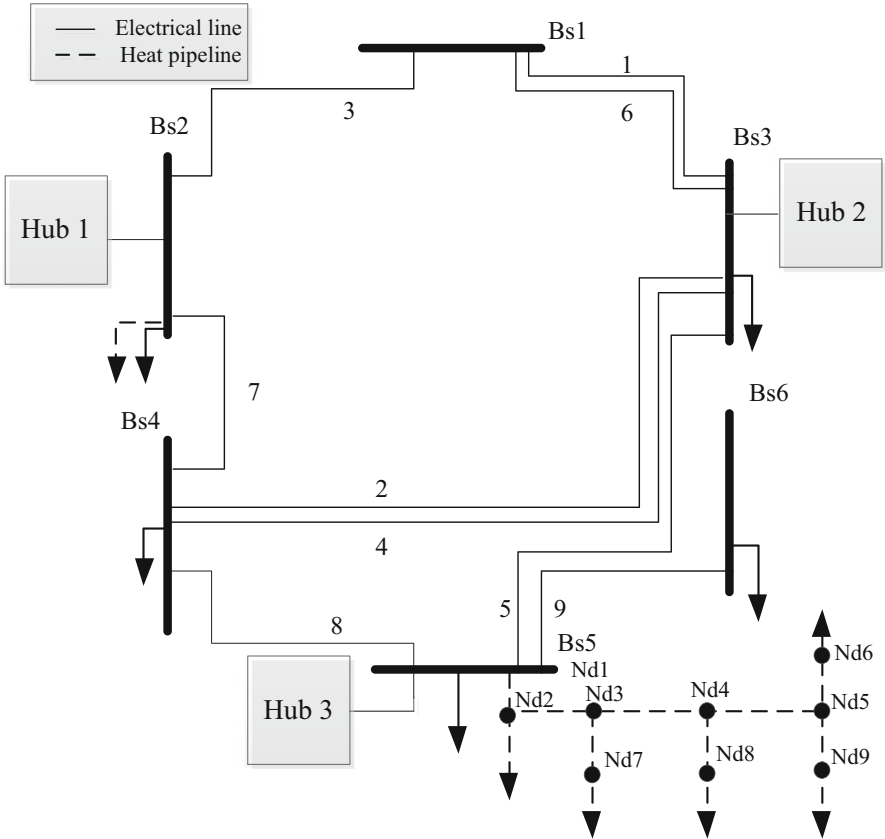 Electrical line
Heat pipeline
Bs1
1
3
6
Bs2
Bs3
Hub 1
Hub 2
7
Bs6
Bs4
2
4
5
9
8
Bs5
Nd1
Nd6
Hub 3
Nd2
Nd3
Nd4
Nd5
Nd7
Nd8
Nd9